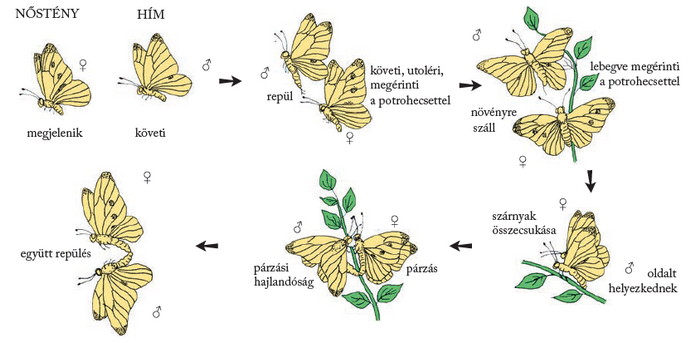 NŐSTÉNY
HÍM
♀
♂
megjelenik
követi
♂
repül
követi, utoléri,
megérinti
a potrohecsettel
♀
♂
lebegve megérinti
a potrohecsettel
növényre
száll
♀
♀
szárnyak
összecsukása
♂
oldalt
helyezkednek
♂
♀
párzási
hajlandóság
párzás
♀
együtt repülés
♂